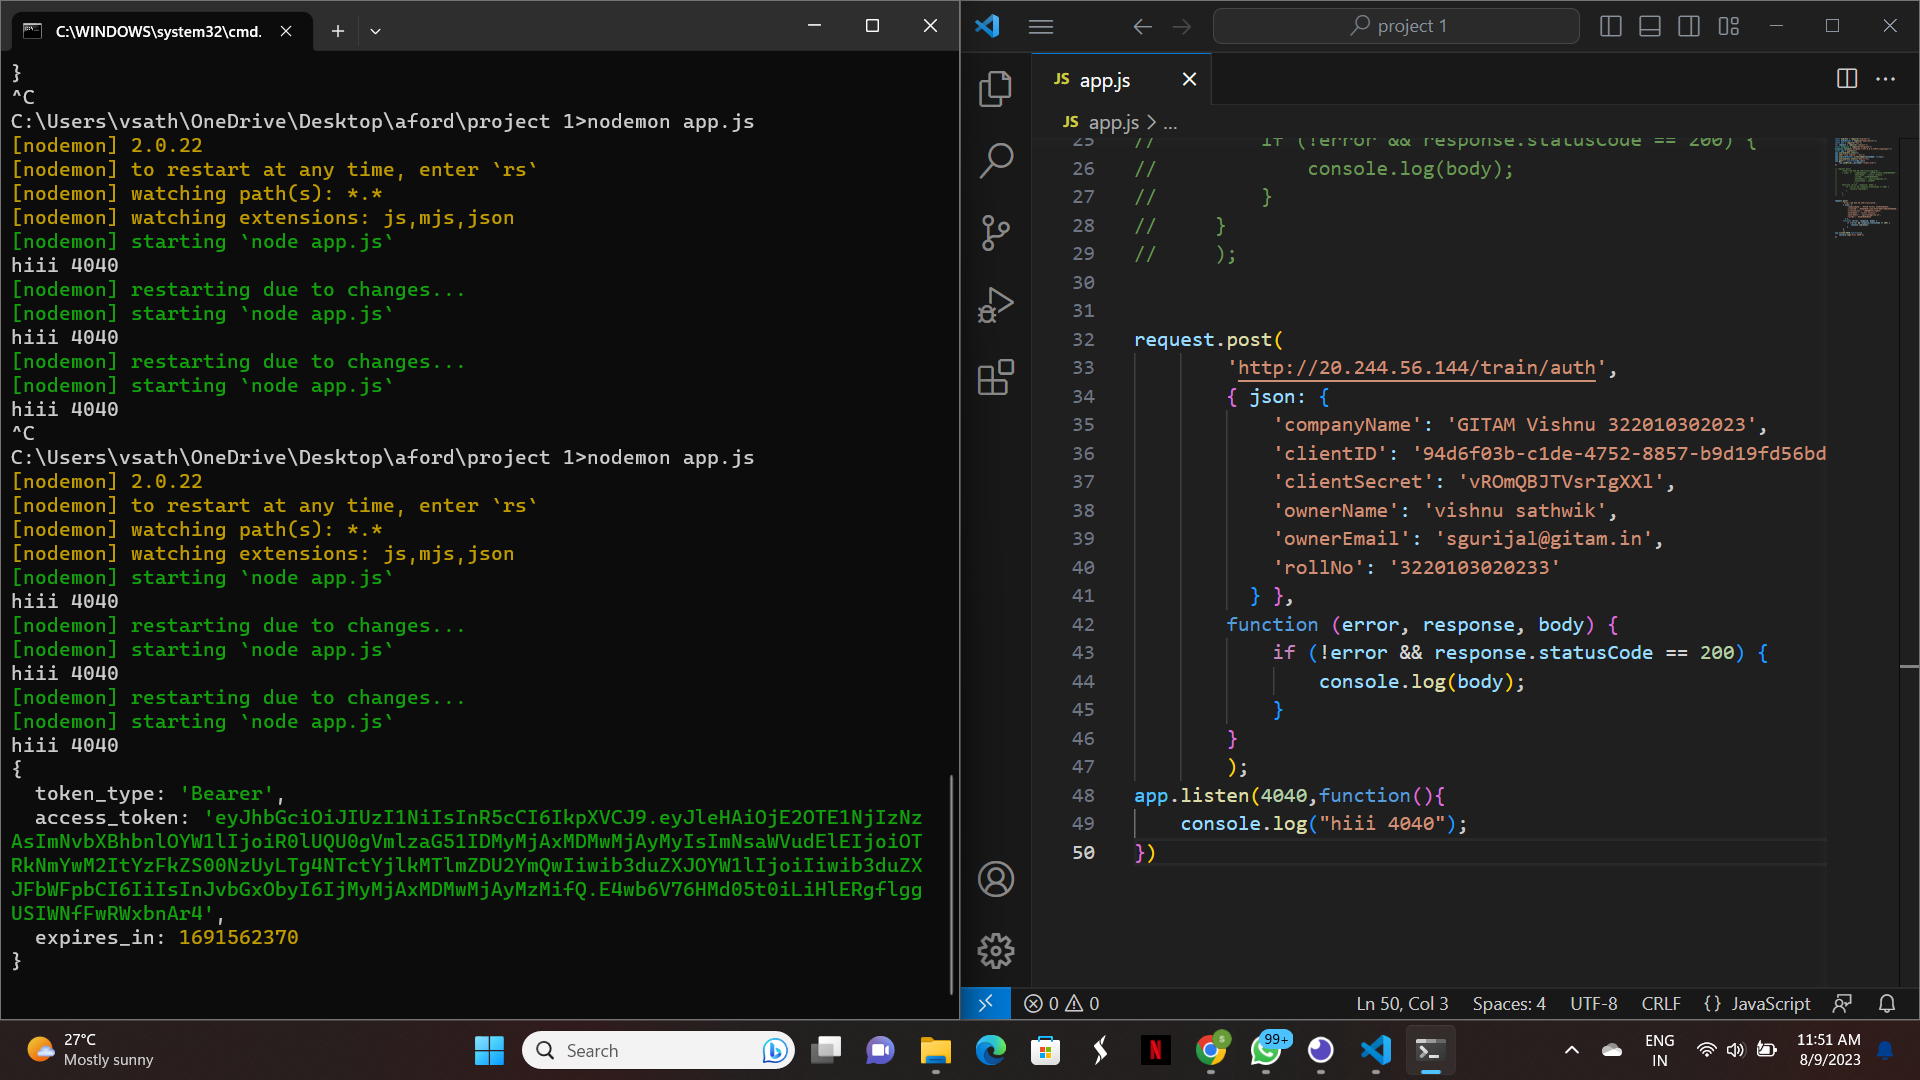 C:\WINDOWS\system32\cmd.
}
^C
C:\Users\vsath\OneDrive\Desktop\aford\project 1>nodemon app.js
[nodemon] 2.0.22
[nodemon] to restart at any time, enter `rs`
[nodemon] watching path(s): *.*
[nodemon] watching extensions: js,mjs,json
[nodemon] starting `node app.js`
hiii 4040
[nodemon] restarting due to changes...
[nodemon] starting `node app.js`
hiii 4040
[nodemon] restarting due to changes...
[nodemon] starting `node app.js`
hiii 4040
^C
C:\Users\vsath\OneDrive\Desktop\aford\project 1>nodemon app.js
[nodemon] 2.0.22
[nodemon] to restart at any time, enter `rs`
[nodemon] watching path(s): *.*
[nodemon] watching extensions: js,mjs,json
[nodemon] starting `node app.js`
hiii 4040
[nodemon] restarting due to changes...
[nodemon] starting `node app.js`
hiii 4040
[nodemon] restarting due to changes...
[nodemon] starting `node app.js`
hiii 4040
{
  token_type: 'Bearer',
  access_token: 'eyJhbGciOiJIUzI1NiIsInR5cCI6IkpXVCJ9.eyJleHAiOjE2OTE1NjIzNz
AsImNvbXBhbnlOYW1lIjoiR0lUQU0gVmlzaG51IDMyMjAxMDMwMjAyMyIsImNsaWVudElEIjoiOT
RkNmYwM2ItYzFkZS00NzUyLTg4NTctYjlkMTlmZDU2YmQwIiwib3duZXJOYW1lIjoiIiwib3duZX
JFbWFpbCI6IiIsInJvbGxObyI6IjMyMjAxMDMwMjAyMzMifQ.E4wb6V76HMd05t0iLiHlERgflgg
USIWNfFwRWxbnAr4',
  expires_in: 1691562370
}
project 1
JS app.js
JS app.js > ...
25 //         if (!error && response.statusCode == 200) {
26 //             console.log(body);
27 //         }
28 //     }
29 //     );
30
31
32 request.post(
33         'http://20.244.56.144/train/auth',
34         { json: {
35             'companyName': 'GITAM Vishnu 322010302023',
36             'clientID': '94d6f03b-c1de-4752-8857-b9d19fd56bd
37             'clientSecret': 'vROmQBJTVsrIgXXl',
38             'ownerName': 'vishnu sathwik',
39             'ownerEmail': 'sgurijal@gitam.in',
40             'rollNo': '3220103020233'
41           } },
42         function (error, response, body) {
43             if (!error && response.statusCode == 200) {
44                 console.log(body);
45             }
46         }
47         );
48 app.listen(4040,function(){
49     console.log("hiii 4040");
50 })
0 0
Ln 50, Col 3
Spaces: 4
UTF-8
CRLF
{ } JavaScript
27°C
Mostly sunny
Search
N
s
99+
ENG
IN
11:51 AM
8/9/2023